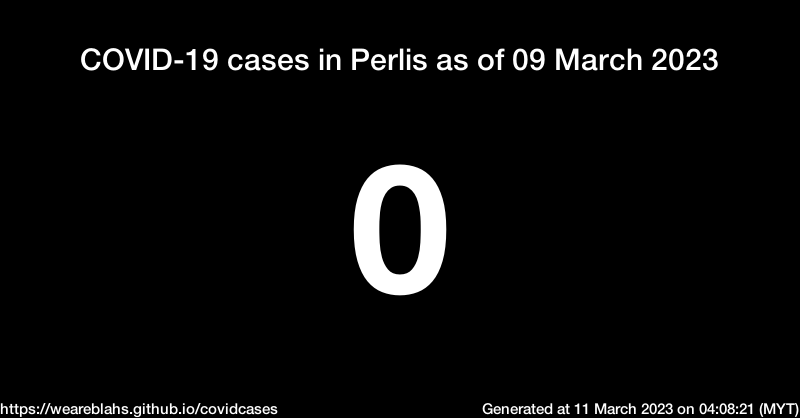 COVID-19 cases in Perlis as of 09 March 2023
0
https://weareblahs.github.io/covidcases
Generated at 11 March 2023 on 04:08:21 (MYT)